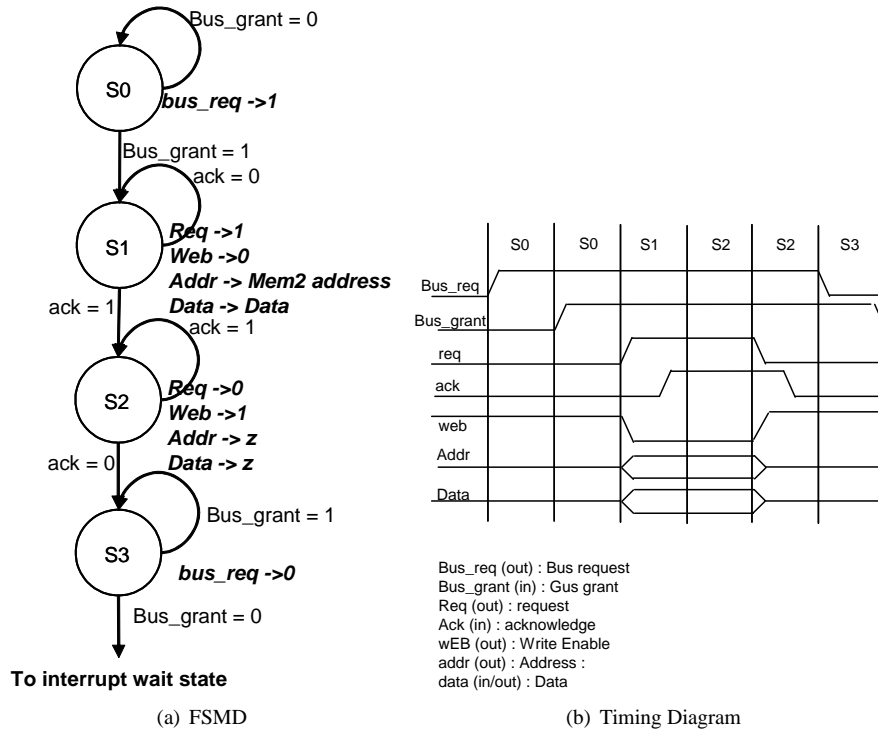 Bus_grant = 0
S0
bus_req ->1
Bus_grant = 1
ack = 0
S1
Req ->1
Web ->0
Addr -> Mem2 address
Data -> Data
ack = 1
ack = 1
S2
Req ->0
Web ->1
Addr -> z
Data -> z
ack = 0
Bus_grant = 1
S3
bus_req ->0
Bus_grant = 0
To interrupt wait state
(a) FSMD
S0 S0 S1 S2 S2 S3
Bus_req
Bus_grant
req
ack
web
Addr
Data
Bus_req (out) : Bus request
Bus_grant (in) : Gus grant
Req (out) : request
Ack (in) : acknowledge
wEB (out) : Write Enable
addr (out) : Address :
data (in/out) : Data
(b) Timing Diagram